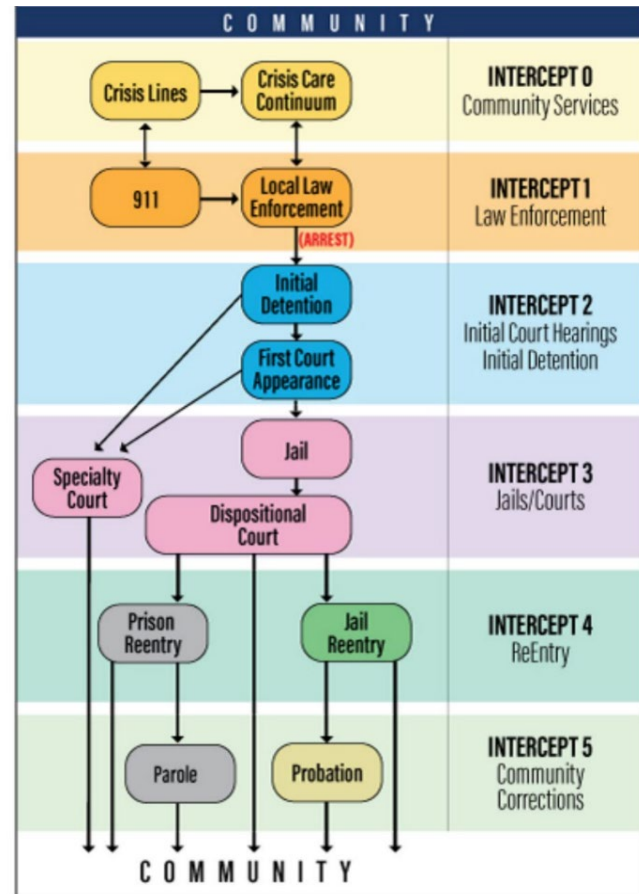 COMMUNITY
Crisis Lines
Crisis Care
Continuum
INTERCEPT 0
Community Services
911
Local Law
Enforcement
(ARREST)
INTERCEPT 1
Law Enforcement
Initial
Detention
First Court
Appearance
INTERCEPT 2
Initial Court Hearings
Initial Detention
Jail
Specialty
Court
Dispositional
Court
INTERCEPT 3
Jails/Courts
Prison
Reentry
Jail
Reentry
INTERCEPT 4
ReEntry
Parole
Probation
INTERCEPT 5
Community
Corrections
COMMUNITY